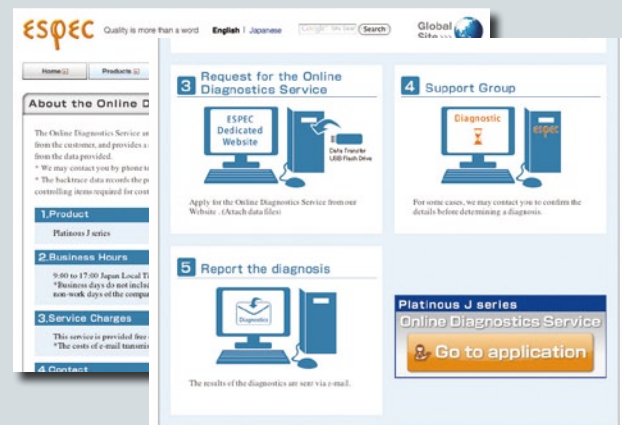 ESPEC Quality is more than a word English | Japanese Search Global Site
Home Products
About the Online D
The Online Diagnostics Service an
from the customer, and provides a
from the data provided.
* We may contact you by phone to
* The backtrace data records the p
controlling items required for cont
1.Product
Platinous J series
2.Business Hours
9:00 to 17:00 Japan Local Ti
*Business days do not includ
non-work days of the compan
3.Service Charges
This service is provided free
*The costs of e-mail transmis
4.Contact
3 Request for the Online
Diagnostics Service
ESPEC
Dedicated
Website
Data Transfer
USB Flash Drive
Apply for the Online Diagnostics Service from our
Website . (Attach data files)
4 Support Group
Diagnostic
espec
For some cases, we may contact you to confirm the
details before determining a diagnosis.
5 Report the diagnosis
Diagnostics
The results of the diagnostics are sent via e-mail.
Platinous J series
Online Diagnostics Service
Go to application